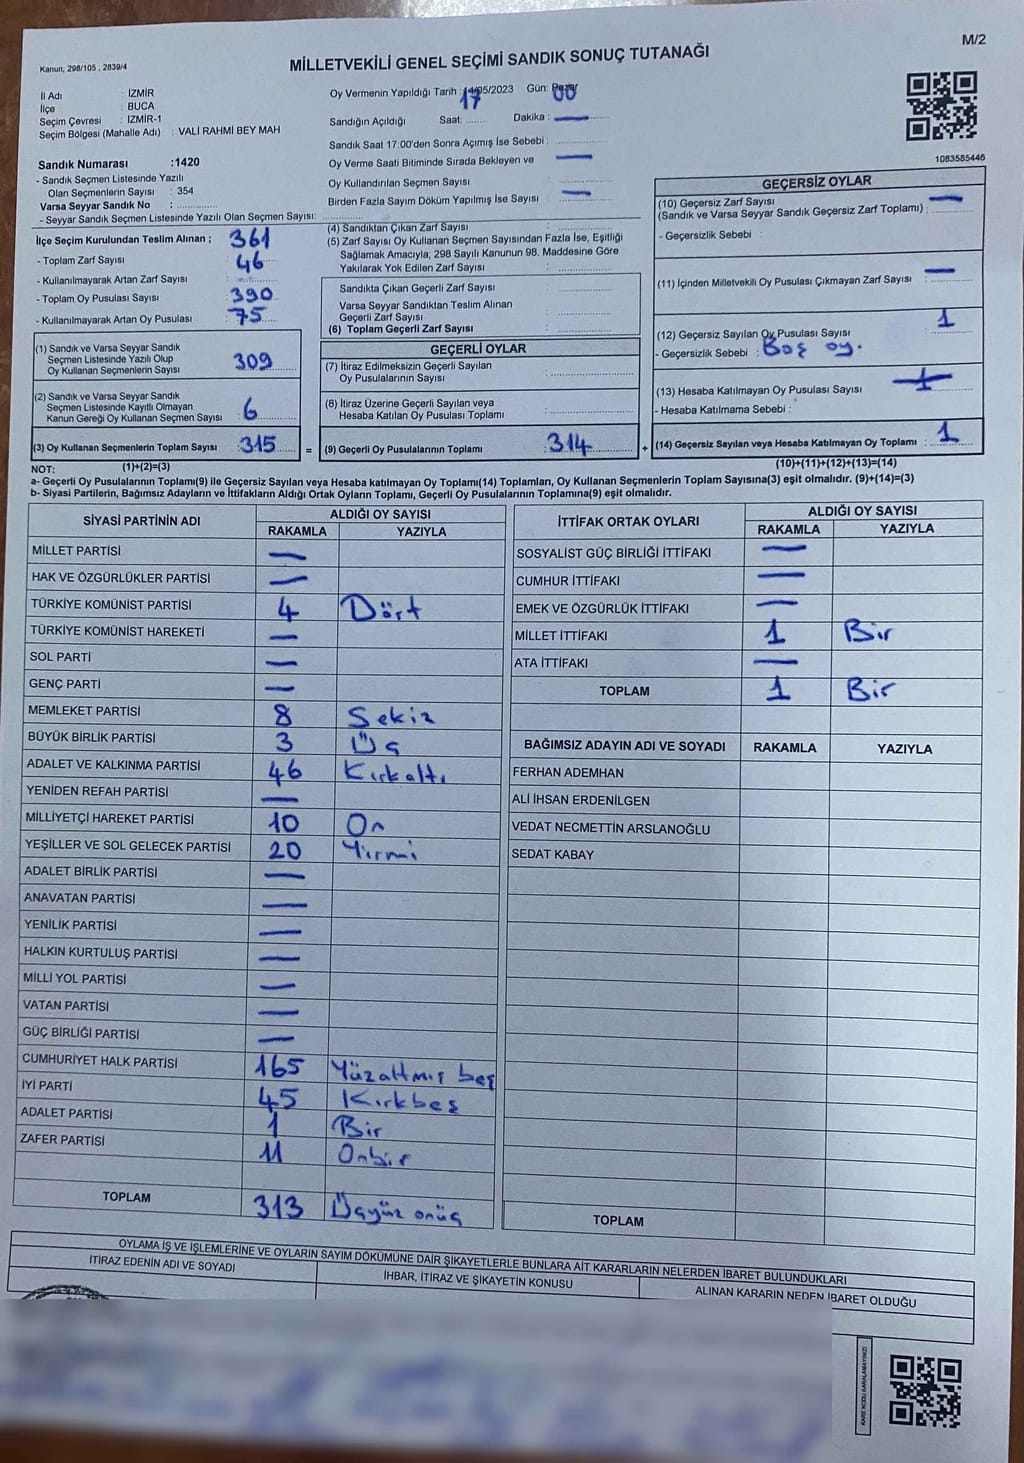 M/2
Kanun, 298/105 , 2839/4
MİLLETVEKİLİ GENEL SEÇİMİ SANDIK SONUÇ TUTANAĞI
İl Adı : İZMİR
İlçe : BUCA
Seçim Çevresi : İZMİR-1
Seçim Bölgesi (Mahalle Adı) : VALİ RAHMİ BEY MAH
Sandık Numarası :1420
- Sandık Seçmen Listesinde Yazılı
Olan Seçmenlerin Sayısı : 354
Varsa Seyyar Sandık No :
- Seyyar Sandık Seçmen Listesinde Yazılı Olan Seçmen Sayısı:
Oy Vermenin Yapıldığı Tarih : 14/05/2023 Gün: Pazar
Sandığın Açıldığı Saat: 17 Dakika : 00
Sandık Saat 17.00'den Sonra Açımış İse Sebebi : —
Oy Verme Saati Bitiminde Sırada Bekleyen ve
Oy Kullandırılan Seçmen Sayısı —
Birden Fazla Sayım Döküm Yapılmış İse Sayısı : —
1083585446
İlçe Seçim Kurulundan Teslim Alınan ;
- Toplam Zarf Sayısı : 361
- Kullanılmayarak Artan Zarf Sayısı : 46
- Toplam Oy Pusulası Sayısı : 390
- Kullanılmayarak Artan Oy Pusulası : 75
(1) Sandık ve Varsa Seyyar Sandık
Seçmen Listesinde Yazılı Olup
Oy Kullanan Seçmenlerin Sayısı : 309
(2) Sandık ve Varsa Seyyar Sandık
Seçmen Listesinde Kayıtlı Olmayan
Kanun Gereği Oy Kullanan Seçmen Sayısı : 6
(3) Oy Kullanan Seçmenlerin Toplam Sayısı : 315 =
(4) Sandıktan Çıkan Zarf Sayısı :
(5) Zarf Sayısı Oy Kullanan Seçmen Sayısından Fazla İse, Eşitliği
Sağlamak Amacıyla; 298 Sayılı Kanunun 98. Maddesine Göre
Yakılarak Yok Edilen Zarf Sayısı :
Sandıkta Çıkan Geçerli Zarf Sayısı :
Varsa Seyyar Sandıktan Teslim Alınan
Geçerli Zarf Sayısı :
(6) Toplam Geçerli Zarf Sayısı :
GEÇERLİ OYLAR
(7) İtiraz Edilmeksizin Geçerli Sayılan
Oy Pusulalarının Sayısı :
(8) İtiraz Üzerine Geçerli Sayılan veya
Hesaba Katılan Oy Pusulası Toplamı :
(9) Geçerli Oy Pusulalarının Toplamı : 314 +
GEÇERSİZ OYLAR
(10) Geçersiz Zarf Sayısı
(Sandık ve Varsa Seyyar Sandık Geçersiz Zarf Toplamı) : —
- Geçersizlik Sebebi :
(11) İçinden Milletvekili Oy Pusulası Çıkmayan Zarf Sayısı : —
(12) Geçersiz Sayılan Oy Pusulası Sayısı 1
- Geçersizlik Sebebi : Boş oy.
(13) Hesaba Katılmayan Oy Pusulası Sayısı
- Hesaba Katılmama Sebebi :
(14) Geçersiz Sayılan veya Hesaba Katılmayan Oy Toplamı : 1
NOT: (1)+(2)=(3) (10)+(11)+(12)+(13)=(14)
a- Geçerli Oy Pusulalarının Toplamı(9) ile Geçersiz Sayılan veya Hesaba katılmayan Oy Toplamı(14) Toplamları, Oy Kullanan Seçmenlerin Toplam Sayısına(3) eşit olmalıdır. (9)+(14)=(3)
b- Siyasi Partilerin, Bağımsız Adayların ve İttifakların Aldığı Ortak Oyların Toplamı, Geçerli Oy Pusulalarının Toplamına(9) eşit olmalıdır.
SİYASİ PARTİNİN ADI ALDIĞI OY SAYISI
RAKAMLA YAZIYLA
MİLLET PARTİSİ —
HAK VE ÖZGÜRLÜKLER PARTİSİ —
TÜRKİYE KOMÜNİST PARTİSİ 4 Dört
TÜRKİYE KOMÜNİST HAREKETİ —
SOL PARTİ —
GENÇ PARTİ —
MEMLEKET PARTİSİ 8 Sekiz
BÜYÜK BİRLİK PARTİSİ 3 Üç
ADALET VE KALKINMA PARTİSİ 46 Kırkaltı
YENİDEN REFAH PARTİSİ —
MİLLİYETÇİ HAREKET PARTİSİ 10 On
YEŞİLLER VE SOL GELECEK PARTİSİ 20 Yirmi
ADALET BİRLİK PARTİSİ —
ANAVATAN PARTİSİ —
YENİLİK PARTİSİ —
HALKIN KURTULUŞ PARTİSİ —
MİLLİ YOL PARTİSİ —
VATAN PARTİSİ —
GÜÇ BİRLİĞİ PARTİSİ —
CUMHURİYET HALK PARTİSİ 165 Yüzaltmış beş
İYİ PARTİ 45 Kırkbeş
ADALET PARTİSİ 1 Bir
ZAFER PARTİSİ 11 Onbir
TOPLAM 313 Üçyüz onüç
İTTİFAK ORTAK OYLARI ALDIĞI OY SAYISI
RAKAMLA YAZIYLA
SOSYALİST GÜÇ BİRLİĞİ İTTİFAKI —
CUMHUR İTTİFAKI —
EMEK VE ÖZGÜRLÜK İTTİFAKI —
MİLLET İTTİFAKI 1 Bir
ATA İTTİFAKI —
TOPLAM 1 Bir
BAĞIMSIZ ADAYIN ADI VE SOYADI RAKAMLA YAZIYLA
FERHAN ADEMHAN
ALİ İHSAN ERDENİLGEN
VEDAT NECMETTİN ARSLANOĞLU
SEDAT KABAY
TOPLAM
OYLAMA İŞ VE İŞLEMLERİNE VE OYLARIN SAYIM DÖKÜMÜNE DAİR ŞİKAYETLERLE BUNLARA AİT KARARLARIN NELERDEN İBARET BULUNDUKLARI
İTİRAZ EDENİN ADI VE SOYADI
İHBAR, İTİRAZ VE ŞİKAYETİN KONUSU
ALINAN KARARIN NEDEN İBARET OLDUĞU
KARE KODU KARALAMAYINIZ!